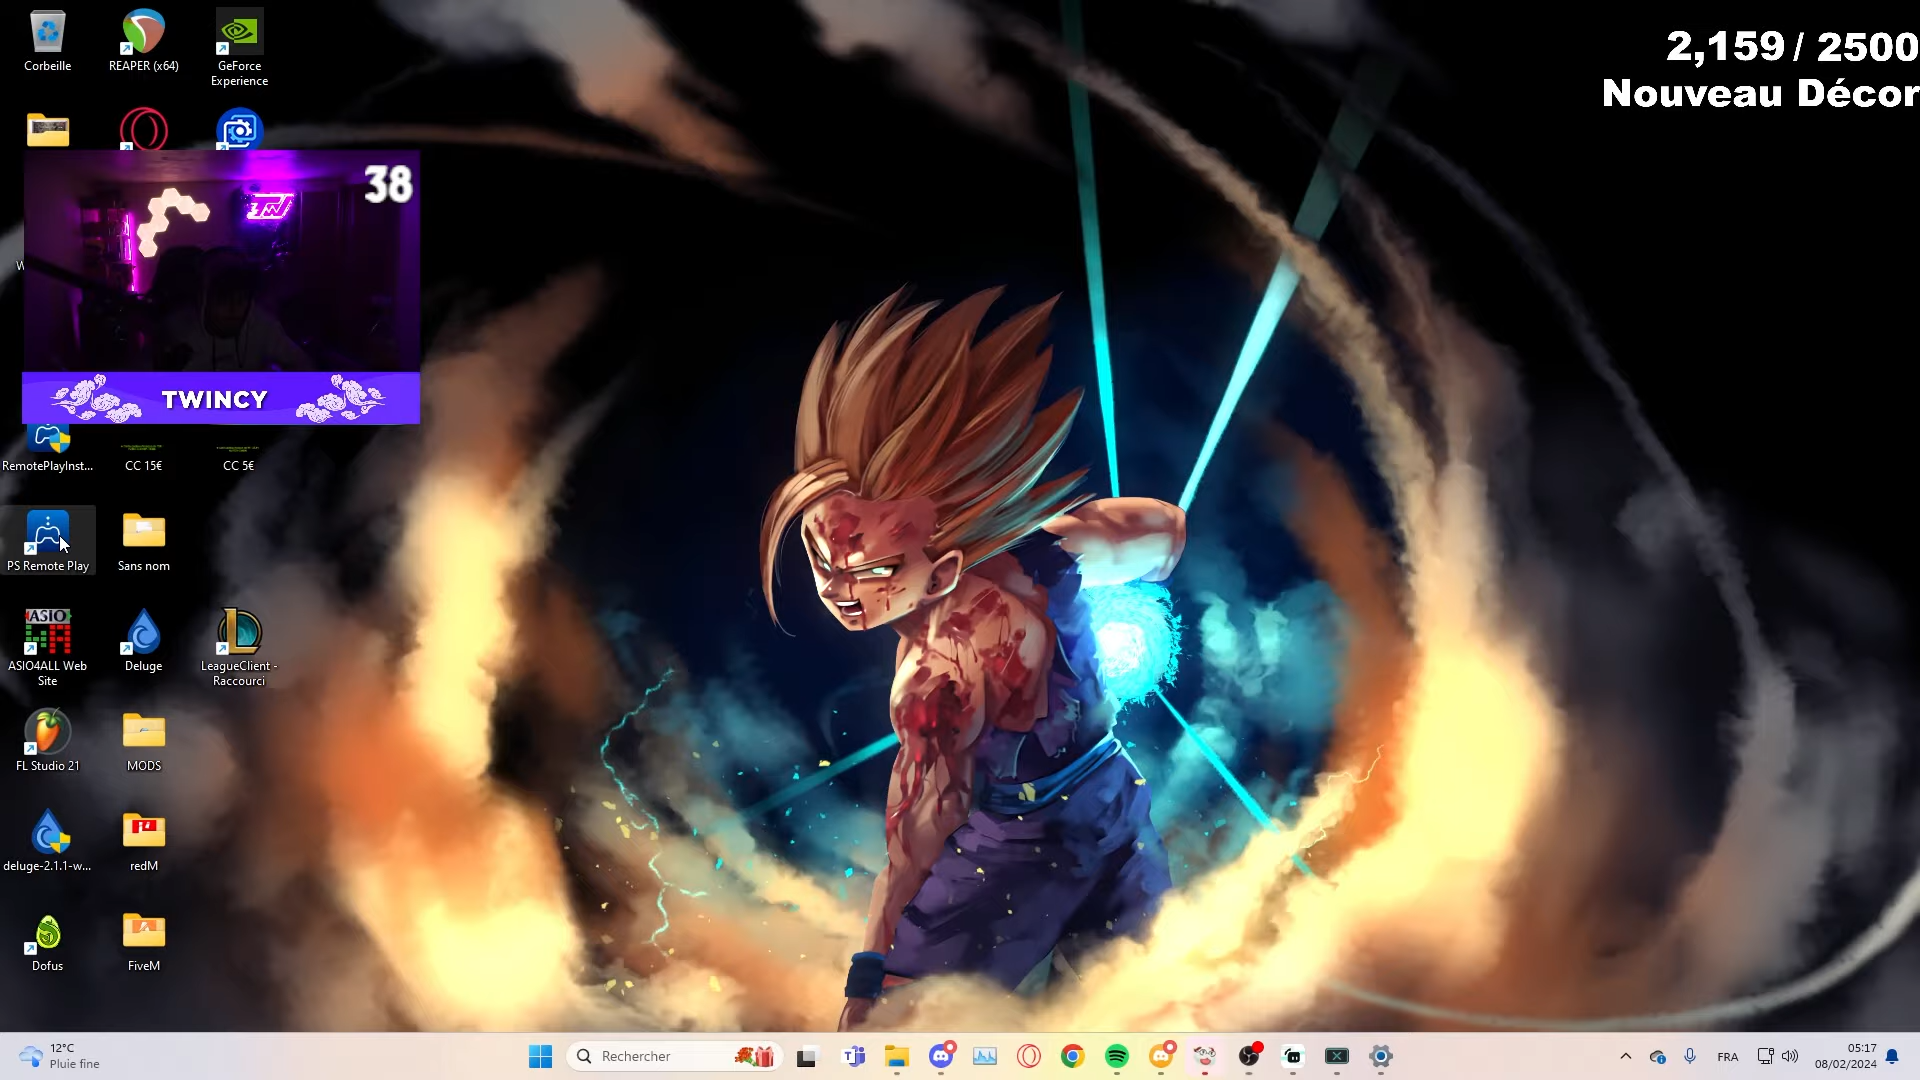 Corbeille
REAPER (x64)
GeForce
Experience
2,159 / 2500
Nouveau Décor
38
TWINCY
RemotePlayInst...
CC 15€
CC 5€
PS Remote Play
Sans nom
ASIO
ASIO4ALL Web
Site
Deluge
LeagueClient -
Raccourci
FL Studio 21
MODS
deluge-2.1.1-w...
redM
Dofus
FiveM
12°C
Pluie fine
Rechercher
FRA
05:17
08/02/2024